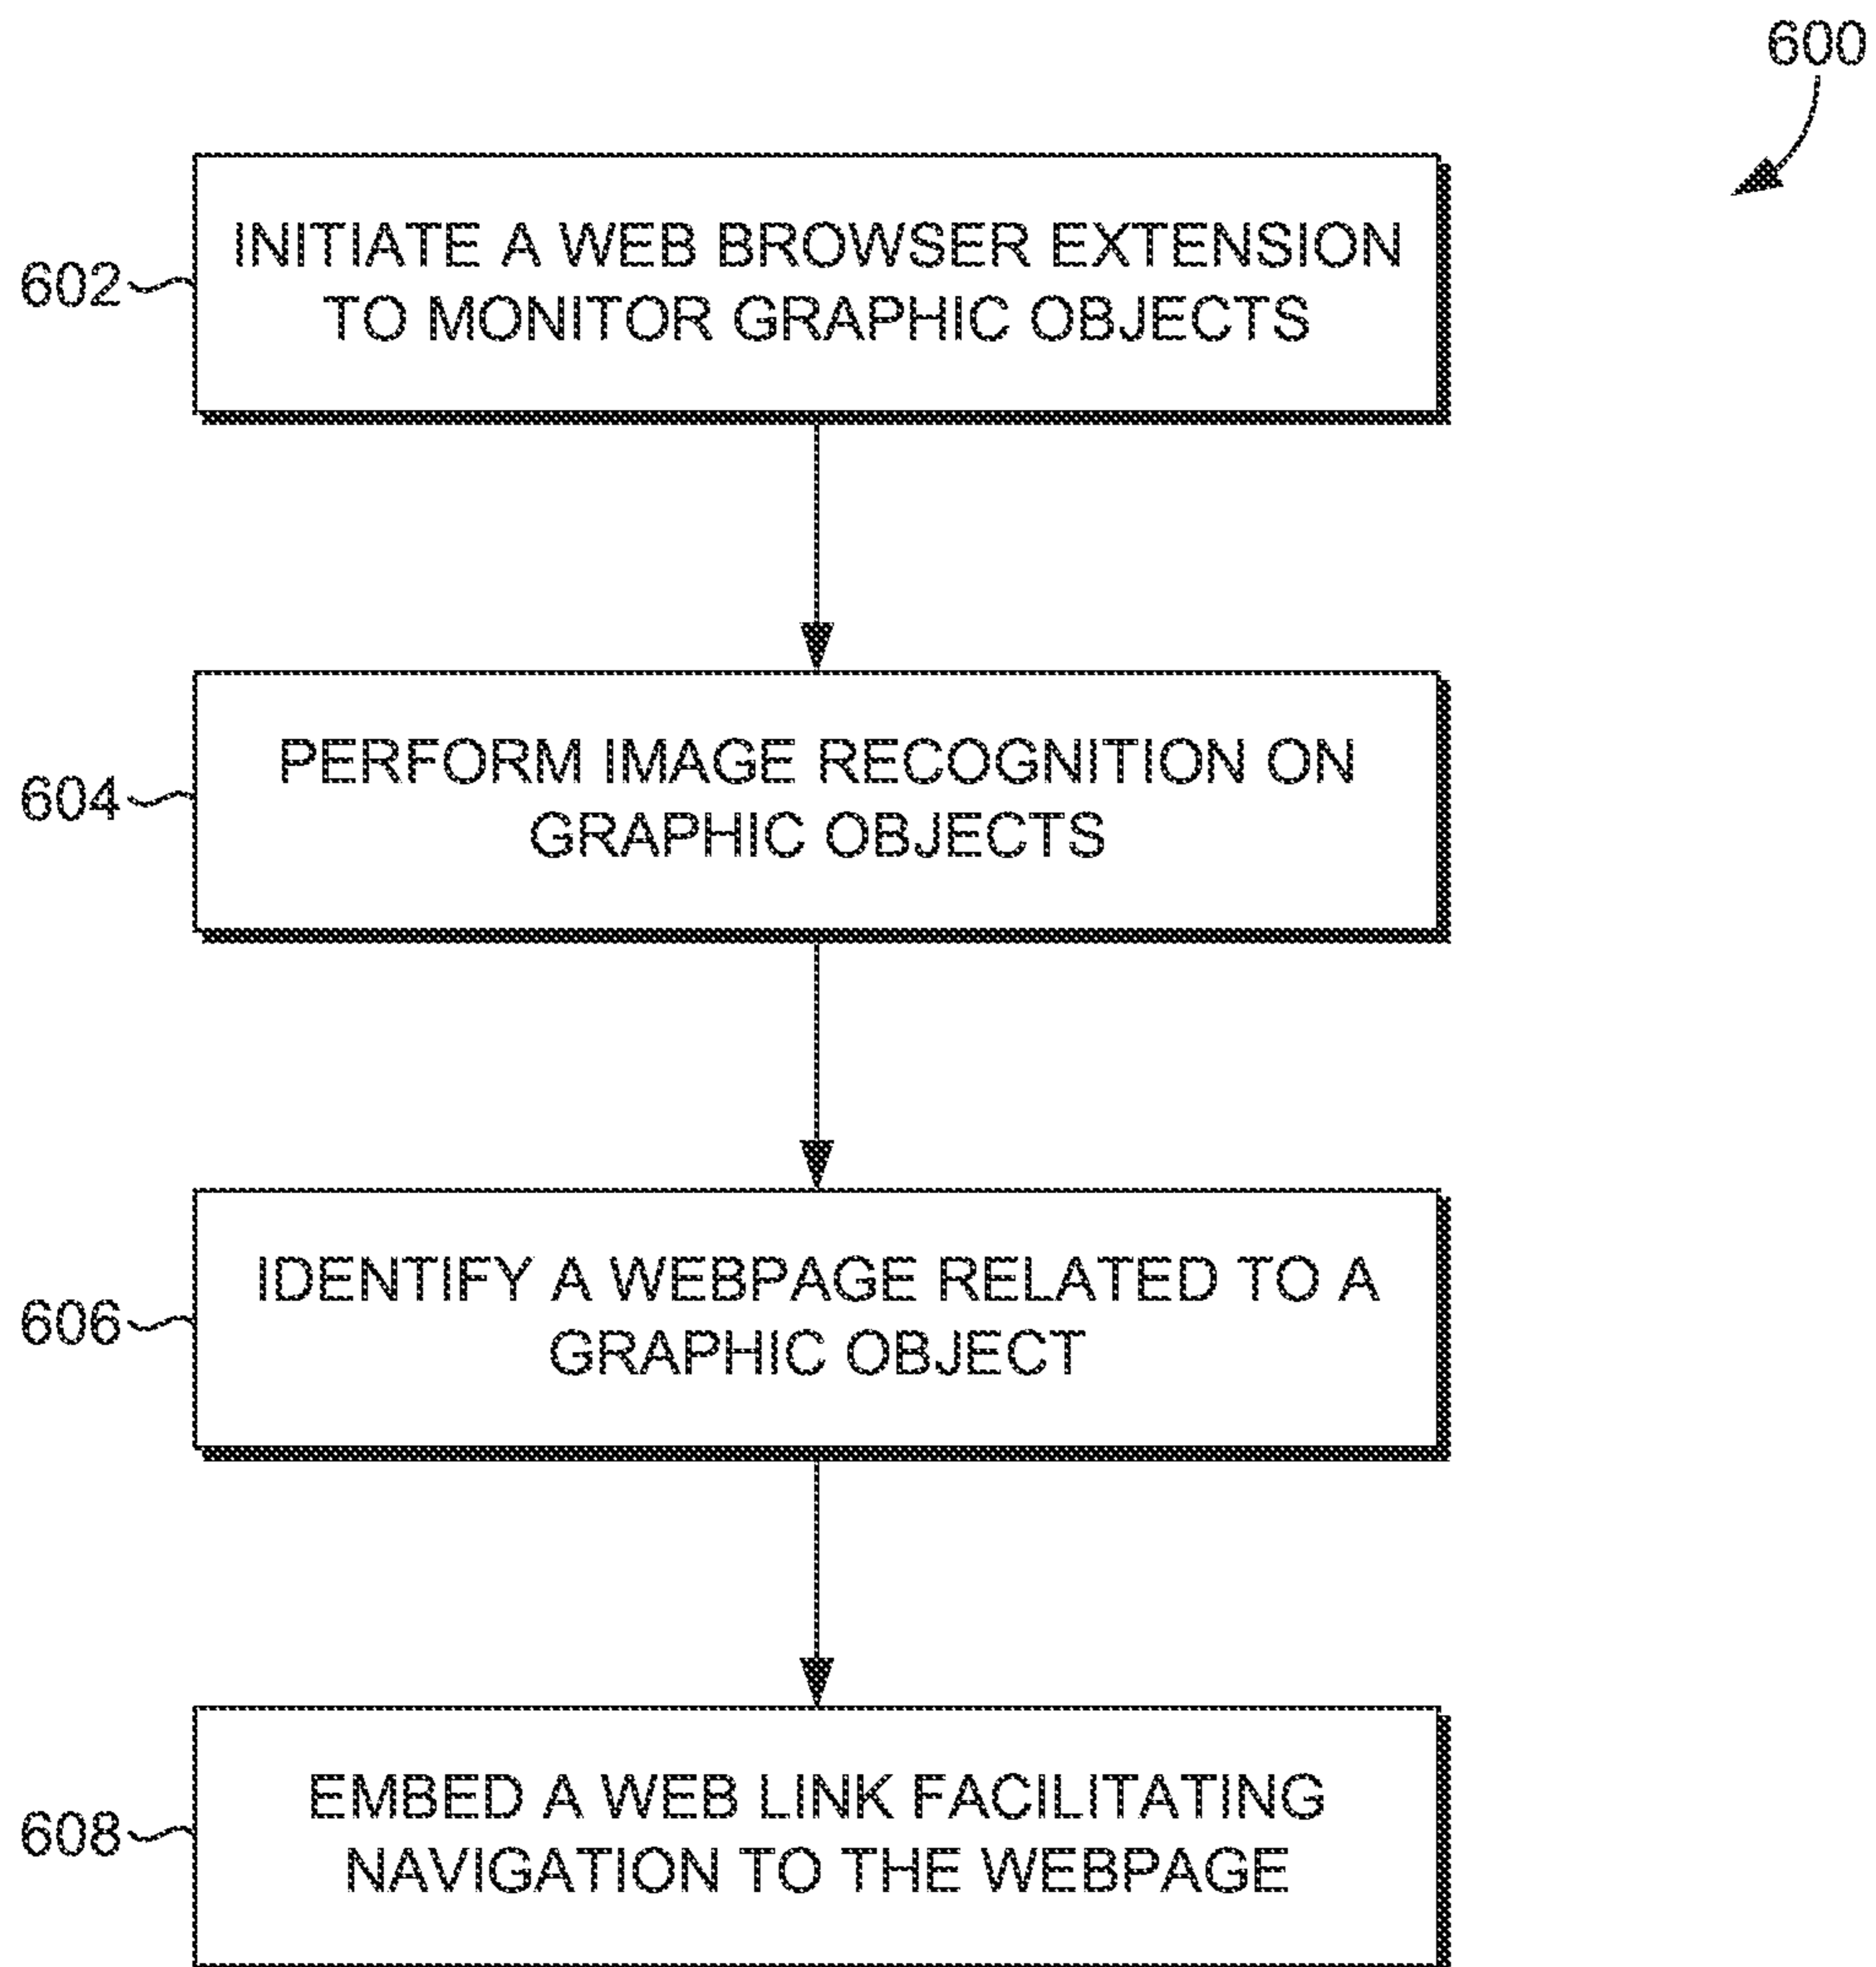 600
602
INITIATE A WEB BROWSER EXTENSION
TO MONITOR GRAPHIC OBJECTS
604
PERFORM IMAGE RECOGNITION ON
GRAPHIC OBJECTS
606
IDENTIFY A WEBPAGE RELATED TO A
GRAPHIC OBJECT
608
EMBED A WEB LINK FACILITATING
NAVIGATION TO THE WEBPAGE